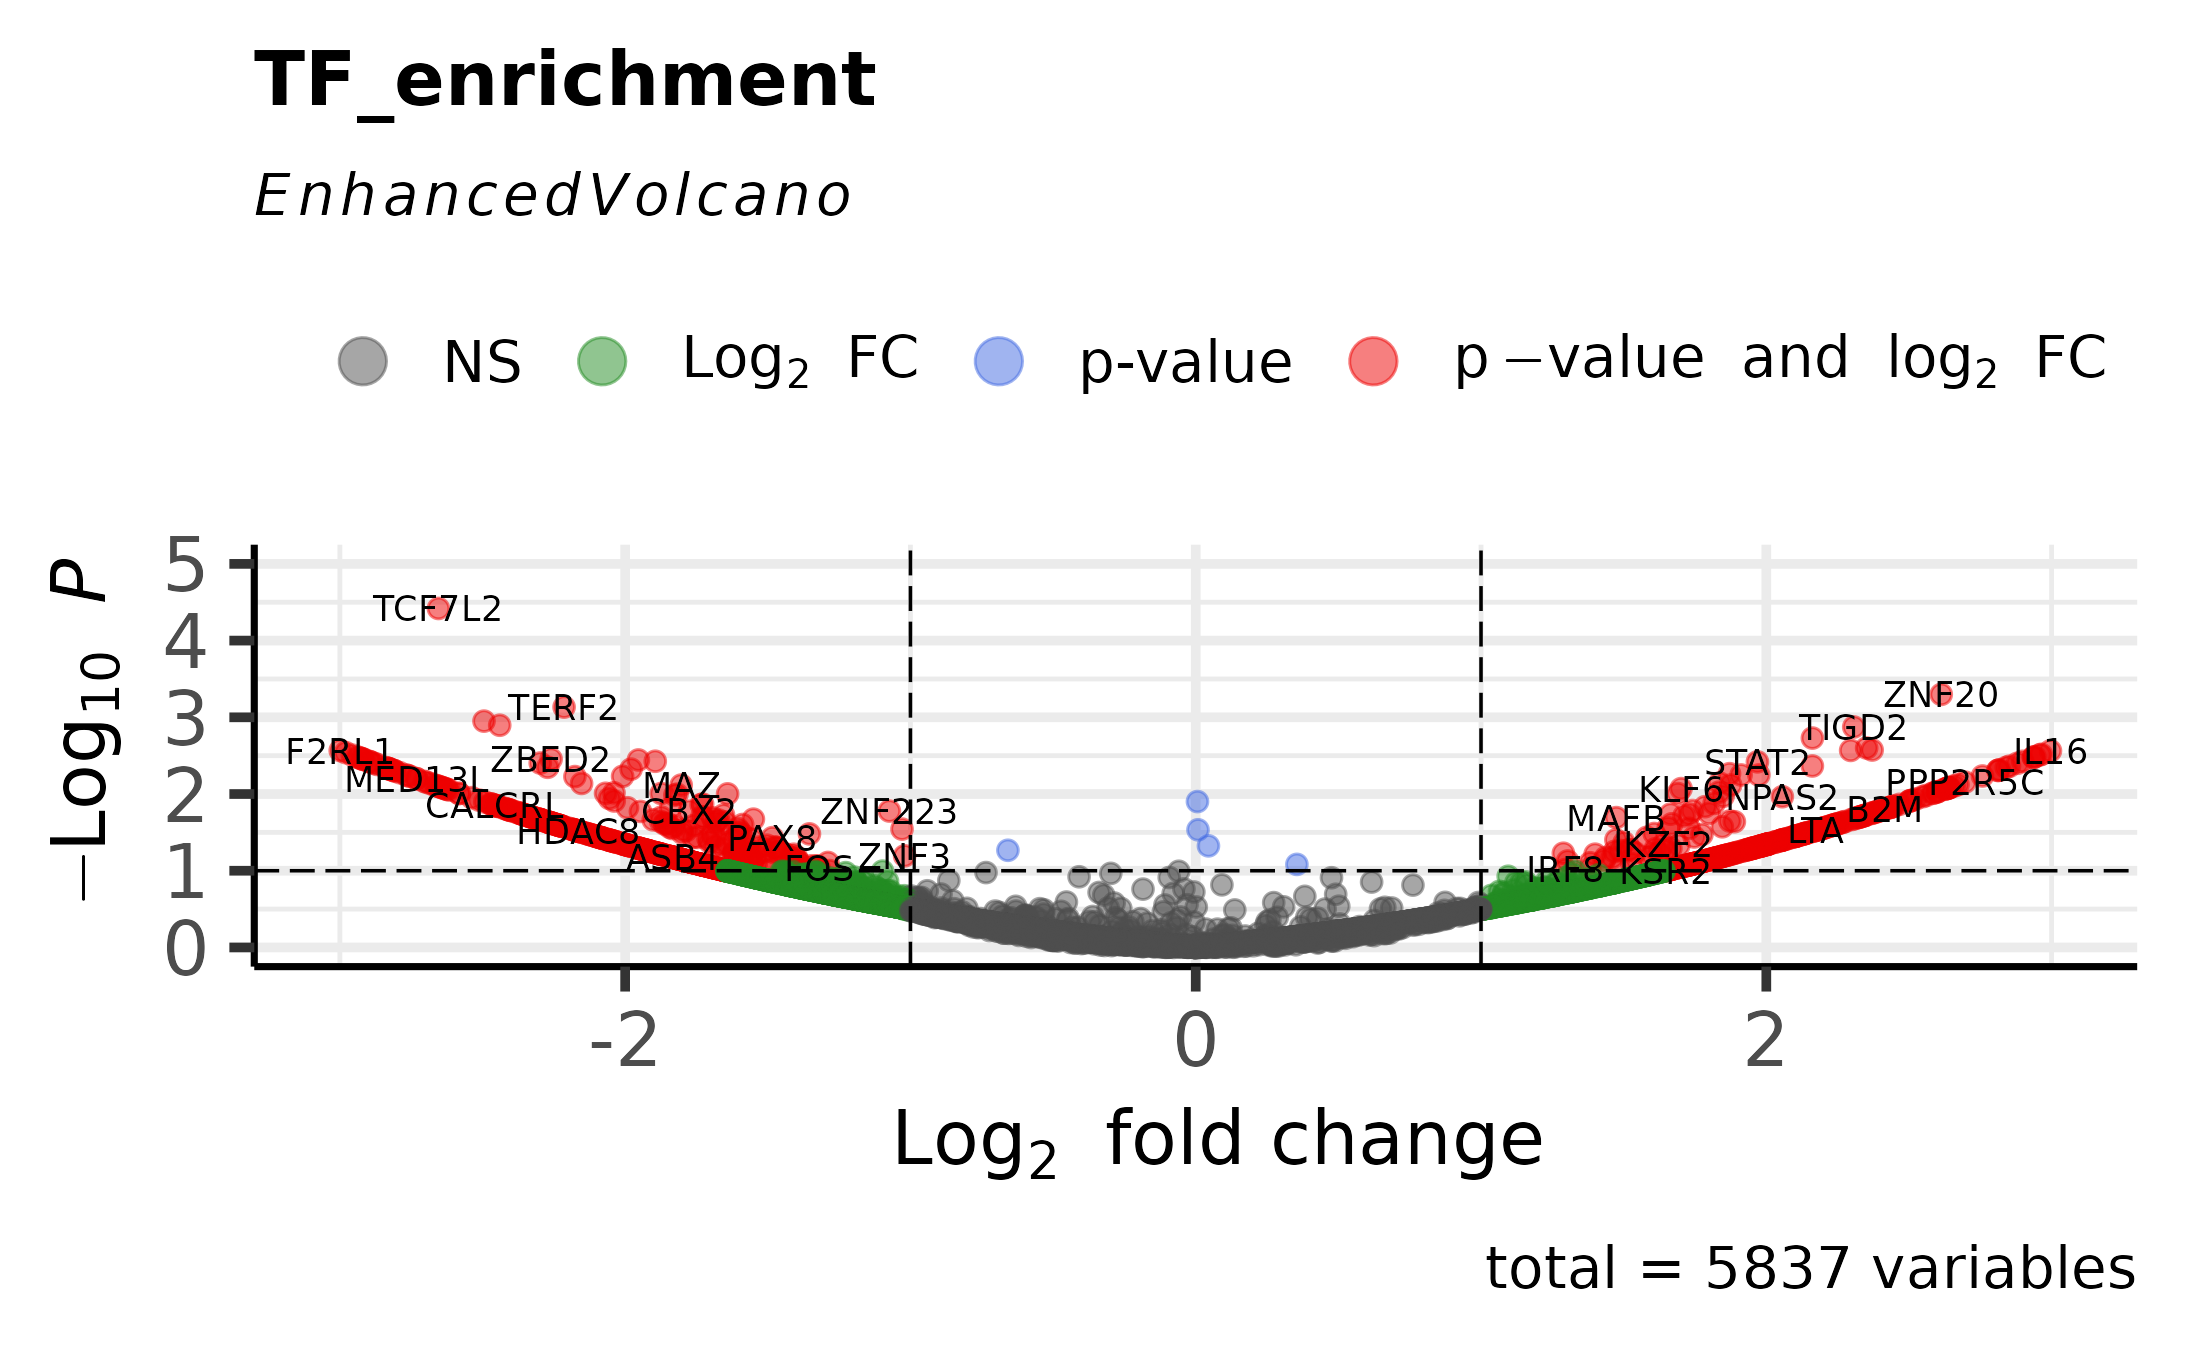 TF_enrichment
EnhancedVolcano
NS Log2 FC p-value p−value and log2 FC
−Log10 P
5
4
3
2
1
0
TCF7L2
TERF2
ZNF20
TIGD2
F2RL1
ZBED2
STAT2
IL16
MED13L
MAZ
KLF6
NPAS2
PPP2R5C
CALCRL
CBX2
ZNF223
MAFB
B2M
HDAC8
PAX8
IKZF2
LTA
ASB4
FOS
ZNF3
IRF8
KSR2
-2 0 2
Log2 fold change
total = 5837 variables